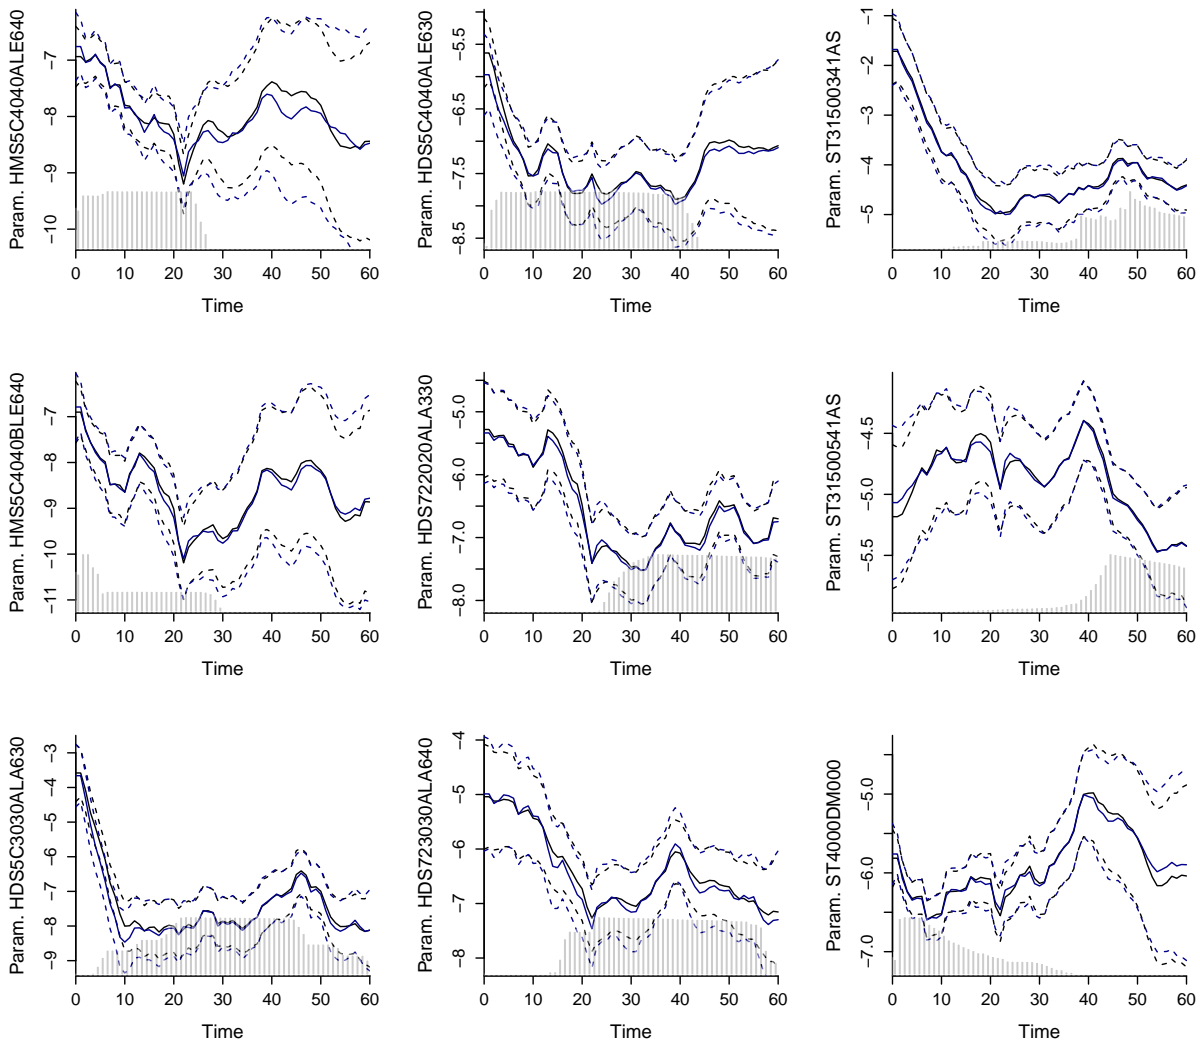 Param. HMS5C4040ALE640
−7
−8
−9
−10
0 10 20 30 40 50 60
Time
Param. HDS5C4040ALE630
−5.5
−6.5
−7.5
−8.5
0 10 20 30 40 50 60
Time
Param. ST31500341AS
−1
−2
−3
−4
−5
0 10 20 30 40 50 60
Time
Param. HMS5C4040BLE640
−7
−8
−9
−10
−11
0 10 20 30 40 50 60
Time
Param. HDS722020ALA330
−5.0
−6.0
−7.0
−8.0
0 10 20 30 40 50 60
Time
Param. ST31500541AS
−4.5
−5.0
−5.5
0 10 20 30 40 50 60
Time
Param. HDS5C3030ALA630
−3
−4
−5
−6
−7
−8
−9
0 10 20 30 40 50 60
Time
Param. HDS723030ALA640
−4
−5
−6
−7
−8
0 10 20 30 40 50 60
Time
Param. ST4000DM000
−5.0
−6.0
−7.0
0 10 20 30 40 50 60
Time